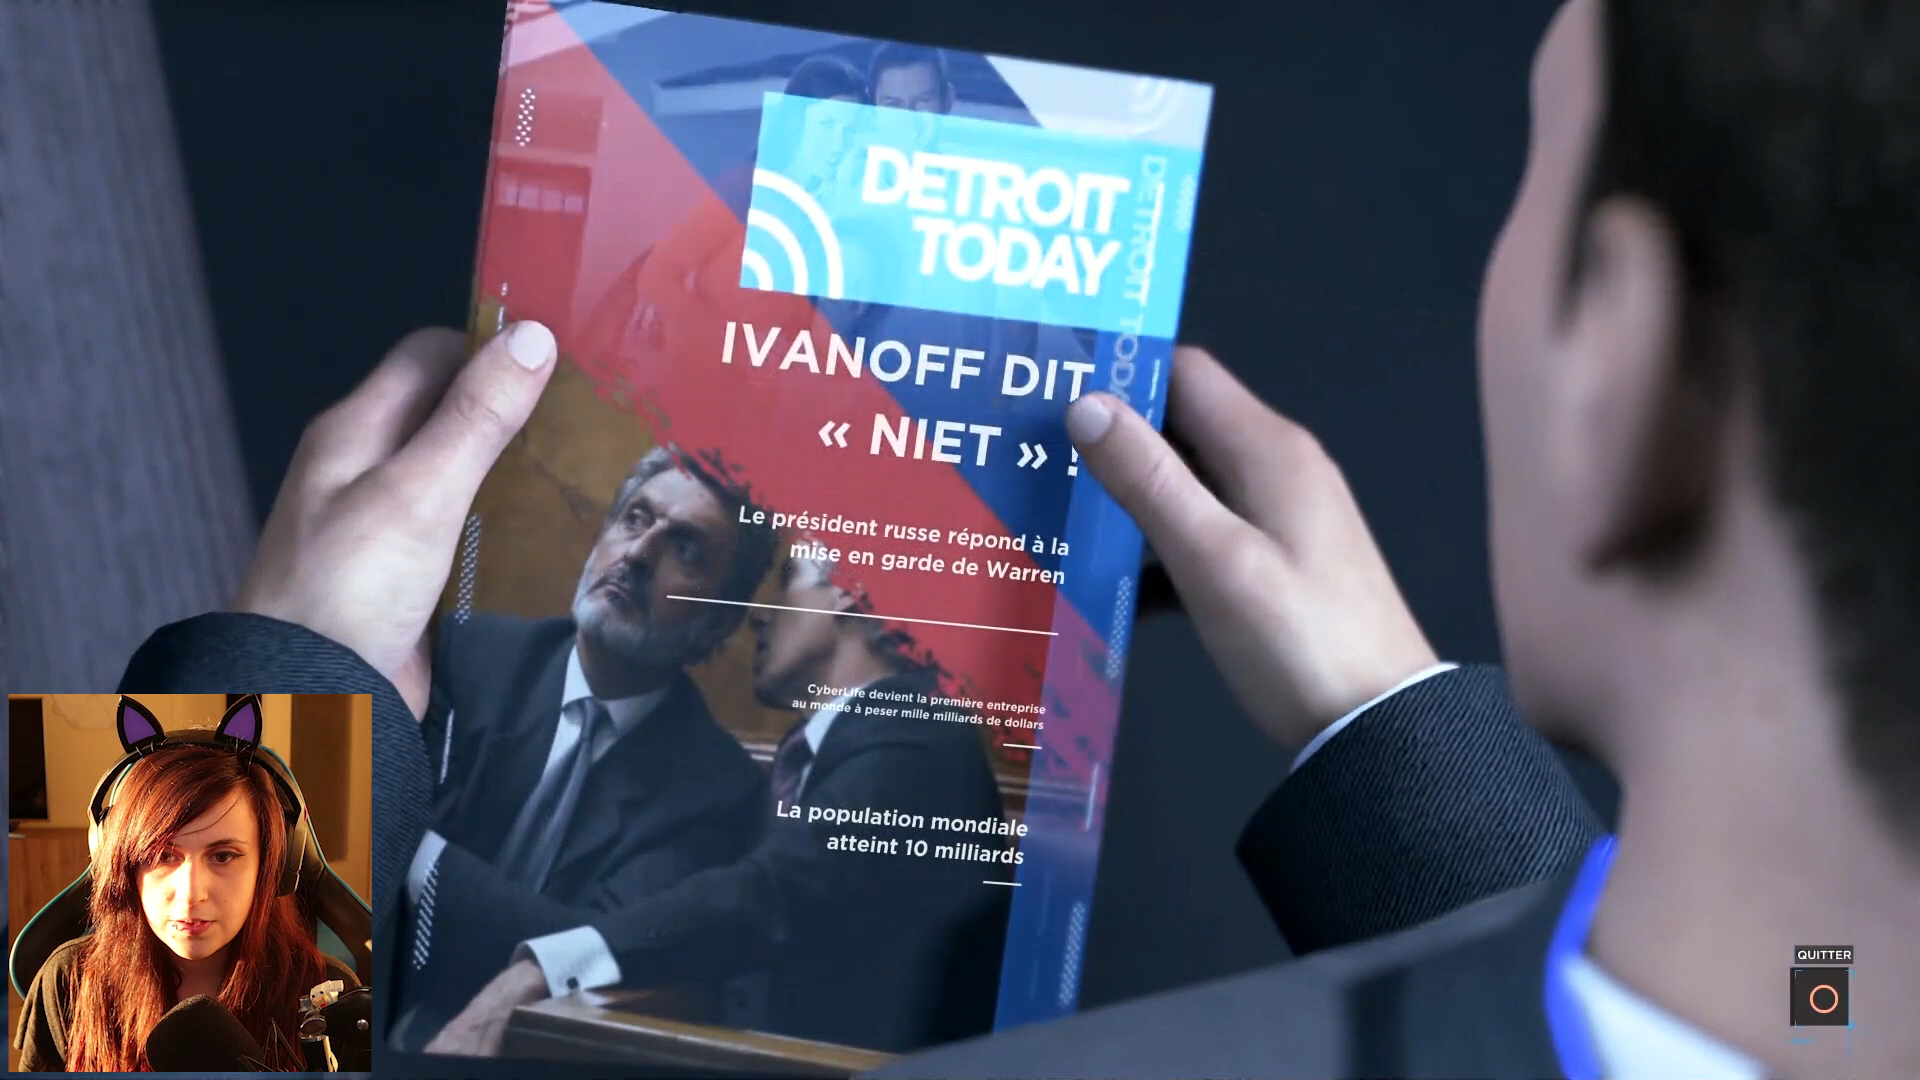 DETROIT
TODAY
DETROIT TODAY
IVANOFF DIT
« NIET » !
Le président russe répond à la
mise en garde de Warren
CyberLife devient la première entreprise
au monde à peser mille milliards de dollars
La population mondiale
atteint 10 milliards
QUITTER